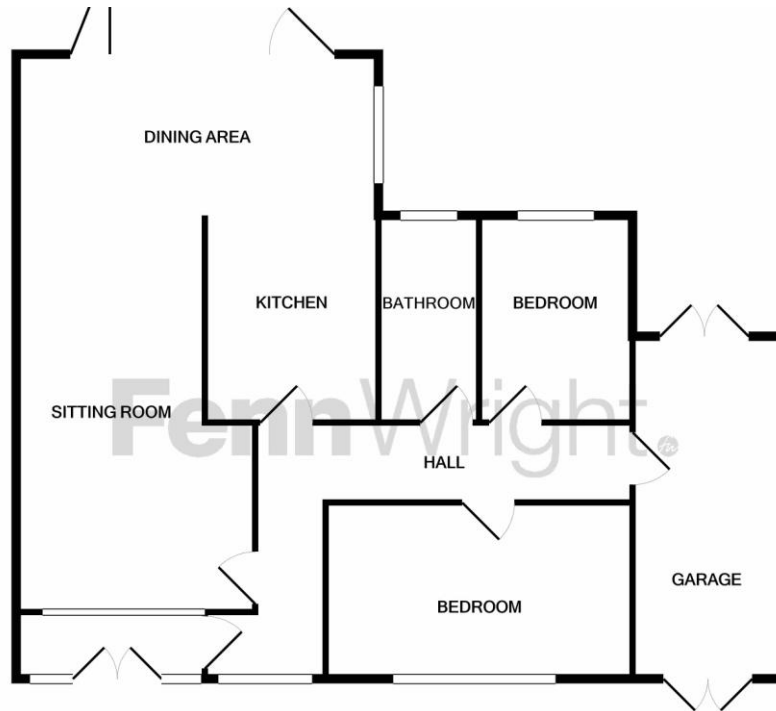 DINING AREA
KITCHEN
BATHROOM
BEDROOM
SITTING ROOM
FennWright.
HALL
GARAGE
BEDROOM